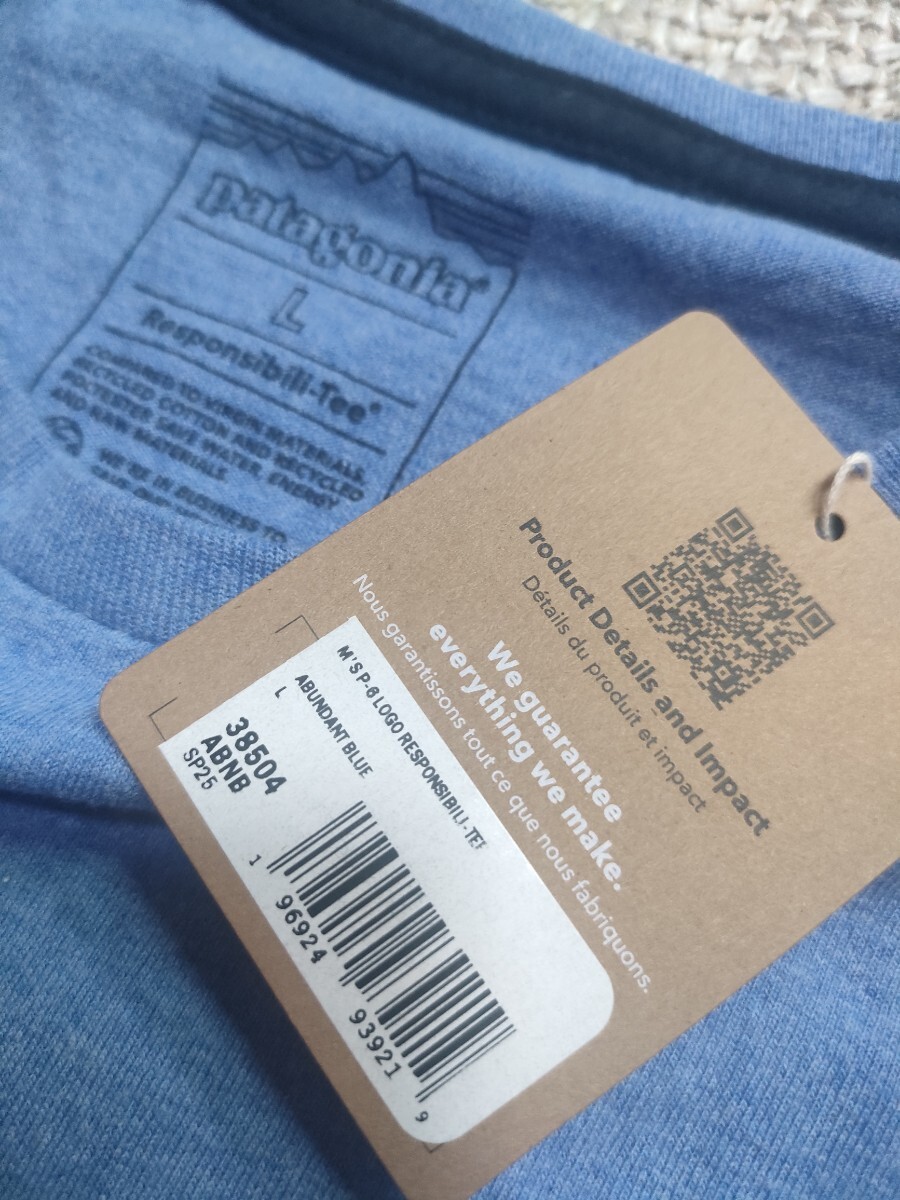 patagonia®
L
Responsibili-Tee®
COMPARED TO VIRGIN MATERIALS,
RECYCLED COTTON AND RECYCLED
POLYESTER SAVE WATER, ENERGY
AND RAW MATERIALS.
WE'RE IN BUSINESS TO
Product Details and Impact
Détails du produit et impact
We guarantee
everything we make.
Nous garantissons tout ce que nous fabriquons.
M'S P-6 LOGO RESPONSIBILI-TEE
ABUNDANT BLUE
L
38504
ABNB
SP25
1 96924 93921 9